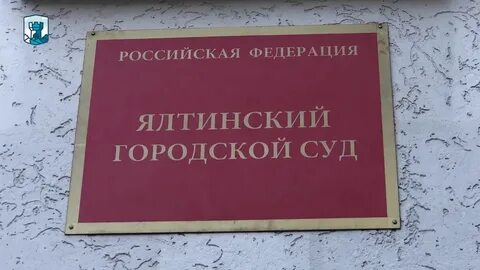 РОССИЙСКАЯ ФЕДЕРАЦИЯ
ЯЛТИНСКИЙ
ГОРОДСКОЙ СУД